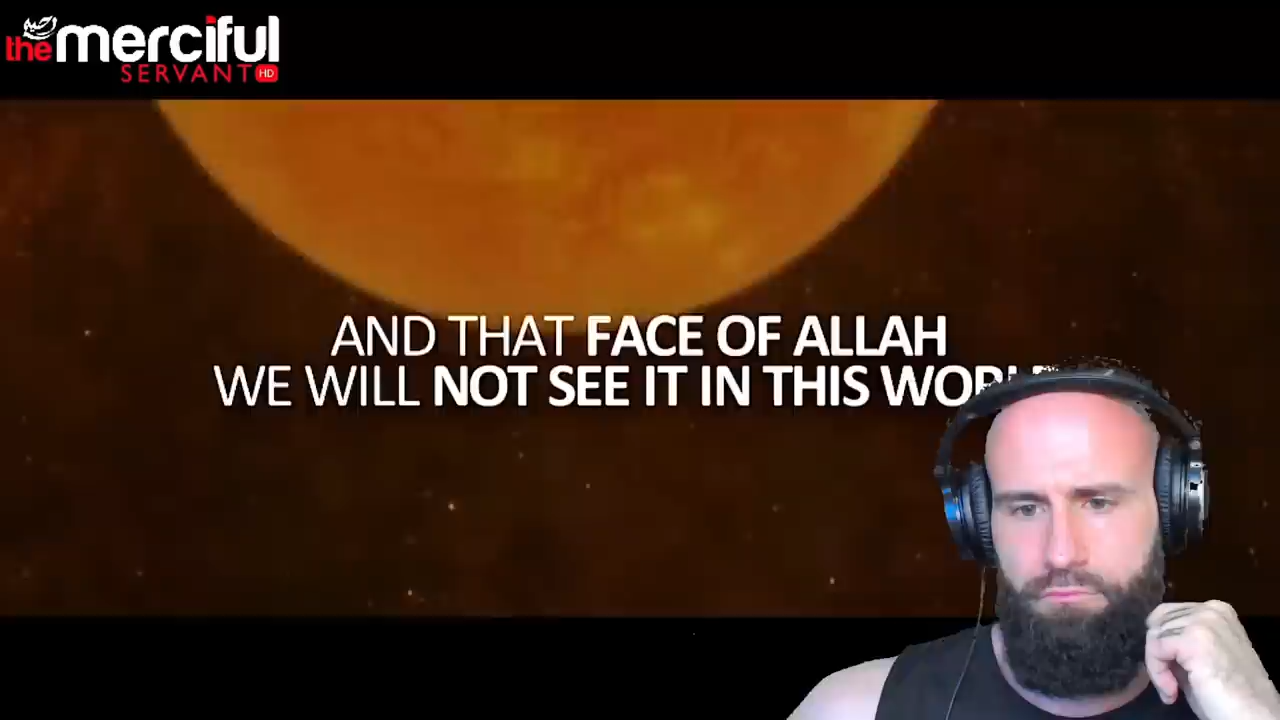 the merciful
SERVANT HD
AND THAT FACE OF ALLAH
WE WILL NOT SEE IT IN THIS